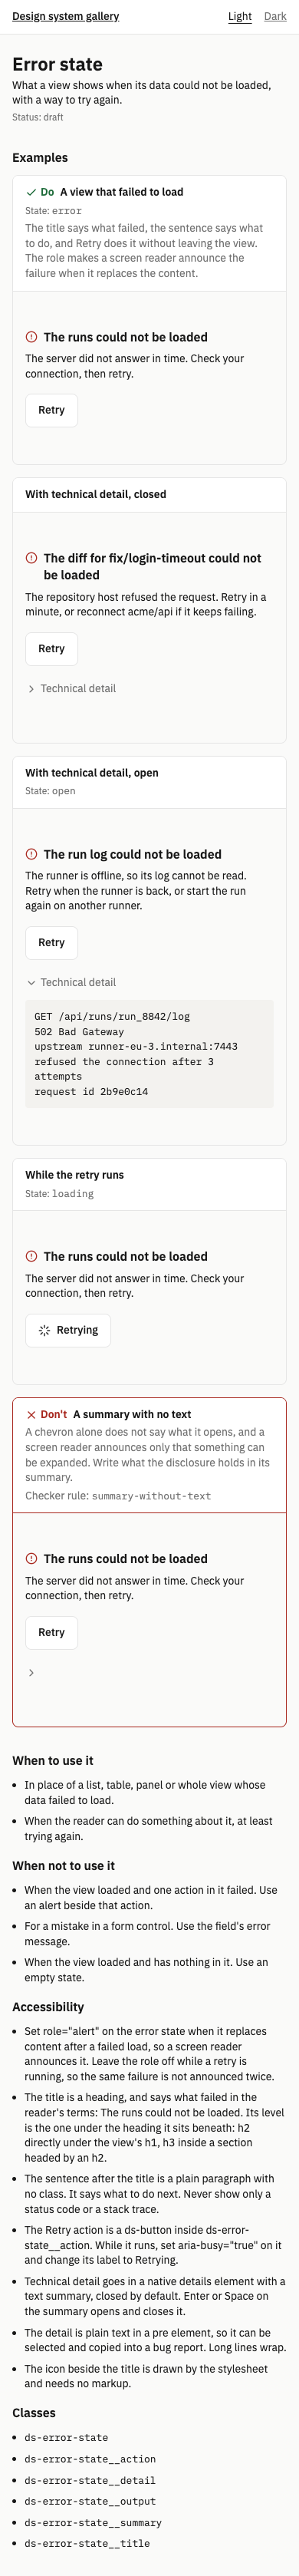 Design system gallery Light Dark
Error state
What a view shows when its data could not be loaded,
with a way to try again.
Status: draft
Examples
Do A view that failed to load
State: error
The title says what failed, the sentence says what
to do, and Retry does it without leaving the view.
The role makes a screen reader announce the
failure when it replaces the content.
The runs could not be loaded
The server did not answer in time. Check your
connection, then retry.
Retry
With technical detail, closed
The diff for fix/login-timeout could not
be loaded
The repository host refused the request. Retry in a
minute, or reconnect acme/api if it keeps failing.
Retry
Technical detail
With technical detail, open
State: open
The run log could not be loaded
The runner is offline, so its log cannot be read.
Retry when the runner is back, or start the run
again on another runner.
Retry
Technical detail
GET /api/runs/run_8842/log
502 Bad Gateway
upstream runner-eu-3.internal:7443
refused the connection after 3
attempts
request id 2b9e0c14
While the retry runs
State: loading
The runs could not be loaded
The server did not answer in time. Check your
connection, then retry.
Retrying
Don't A summary with no text
A chevron alone does not say what it opens, and a
screen reader announces only that something can
be expanded. Write what the disclosure holds in its
summary.
Checker rule: summary-without-text
The runs could not be loaded
The server did not answer in time. Check your
connection, then retry.
Retry
When to use it
• In place of a list, table, panel or whole view whose
data failed to load.
• When the reader can do something about it, at least
trying again.
When not to use it
• When the view loaded and one action in it failed. Use
an alert beside that action.
• For a mistake in a form control. Use the field's error
message.
• When the view loaded and has nothing in it. Use an
empty state.
Accessibility
• Set role="alert" on the error state when it replaces
content after a failed load, so a screen reader
announces it. Leave the role off while a retry is
running, so the same failure is not announced twice.
• The title is a heading, and says what failed in the
reader's terms: The runs could not be loaded. Its level
is the one under the heading it sits beneath: h2
directly under the view's h1, h3 inside a section
headed by an h2.
• The sentence after the title is a plain paragraph with
no class. It says what to do next. Never show only a
status code or a stack trace.
• The Retry action is a ds-button inside ds-error-
state__action. While it runs, set aria-busy="true" on it
and change its label to Retrying.
• Technical detail goes in a native details element with a
text summary, closed by default. Enter or Space on
the summary opens and closes it.
• The detail is plain text in a pre element, so it can be
selected and copied into a bug report. Long lines wrap.
• The icon beside the title is drawn by the stylesheet
and needs no markup.
Classes
• ds-error-state
• ds-error-state__action
• ds-error-state__detail
• ds-error-state__output
• ds-error-state__summary
• ds-error-state__title